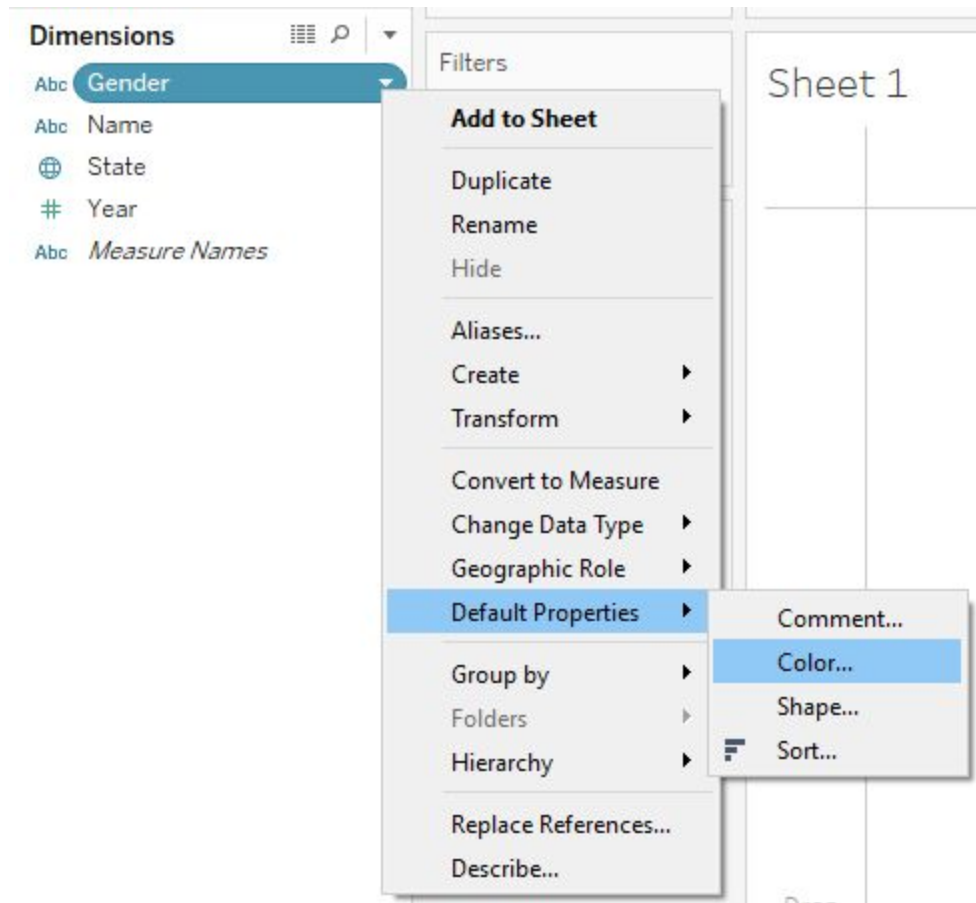 Dimensions
Abc Gender
Abc Name
State
# Year
Abc Measure Names
Filters
Sheet 1
Add to Sheet
Duplicate
Rename
Hide
Aliases...
Create
Transform
Convert to Measure
Change Data Type
Geographic Role
Default Properties
Group by
Folders
Hierarchy
Replace References...
Describe...
Comment...
Color...
Shape...
Sort...